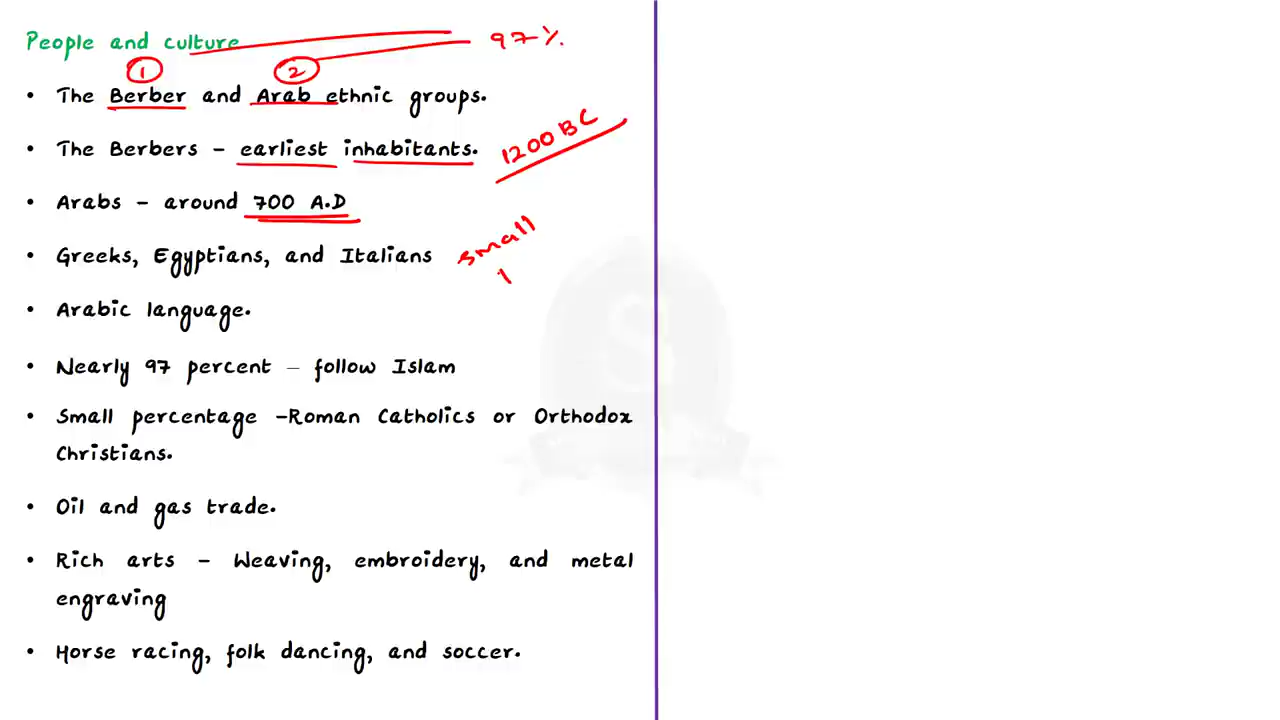 People and culture
97%
1 2
• The Berber and Arab ethnic groups.
• The Berbers - earliest inhabitants.
1200 BC
• Arabs - around 700 A.D
• Greeks, Egyptians, and Italians
small
• Arabic language.
• Nearly 97 percent - follow Islam
• Small percentage -Roman Catholics or Orthodox
Christians.
• Oil and gas trade.
• Rich arts - Weaving, embroidery, and metal
engraving
• Horse racing, folk dancing, and soccer.